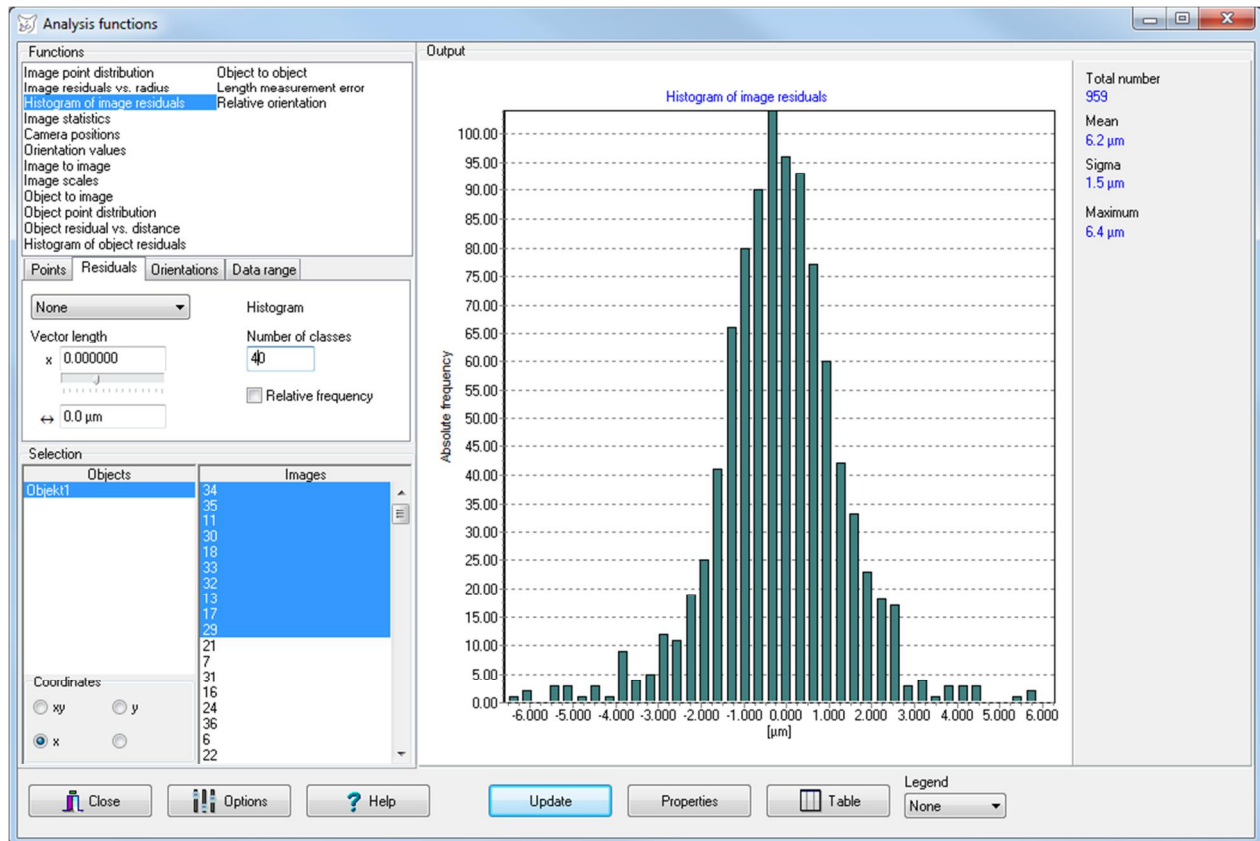 Analysis functions
Functions
Image point distribution
Image residuals vs. radius
Histogram of image residuals
Image statistics
Camera positions
Orientation values
Image to image
Image scales
Object to image
Object point distribution
Object residual vs. distance
Histogram of object residuals
Object to object
Length measurement error
Relative orientation
Points Residuals Orientations Data range
None
Histogram
Vector length
Number of classes
x 0.000000
40
Relative frequency
↔ 0.0 µm
Selection
Objects
Objekt1
Images
34
35
11
30
18
33
32
13
17
29
21
7
31
16
24
36
6
22
Coordinates
xy y
x
Output
Histogram of image residuals
Absolute frequency
100.00
95.00
90.00
85.00
80.00
75.00
70.00
65.00
60.00
55.00
50.00
45.00
40.00
35.00
30.00
25.00
20.00
15.00
10.00
5.00
0.00
-6.000 -5.000 -4.000 -3.000 -2.000 -1.000 0.000 1.000 2.000 3.000 4.000 5.000 6.000
[µm]
Total number
959
Mean
6.2 µm
Sigma
1.5 µm
Maximum
6.4 µm
Close Options ? Help Update Properties Table
Legend
None